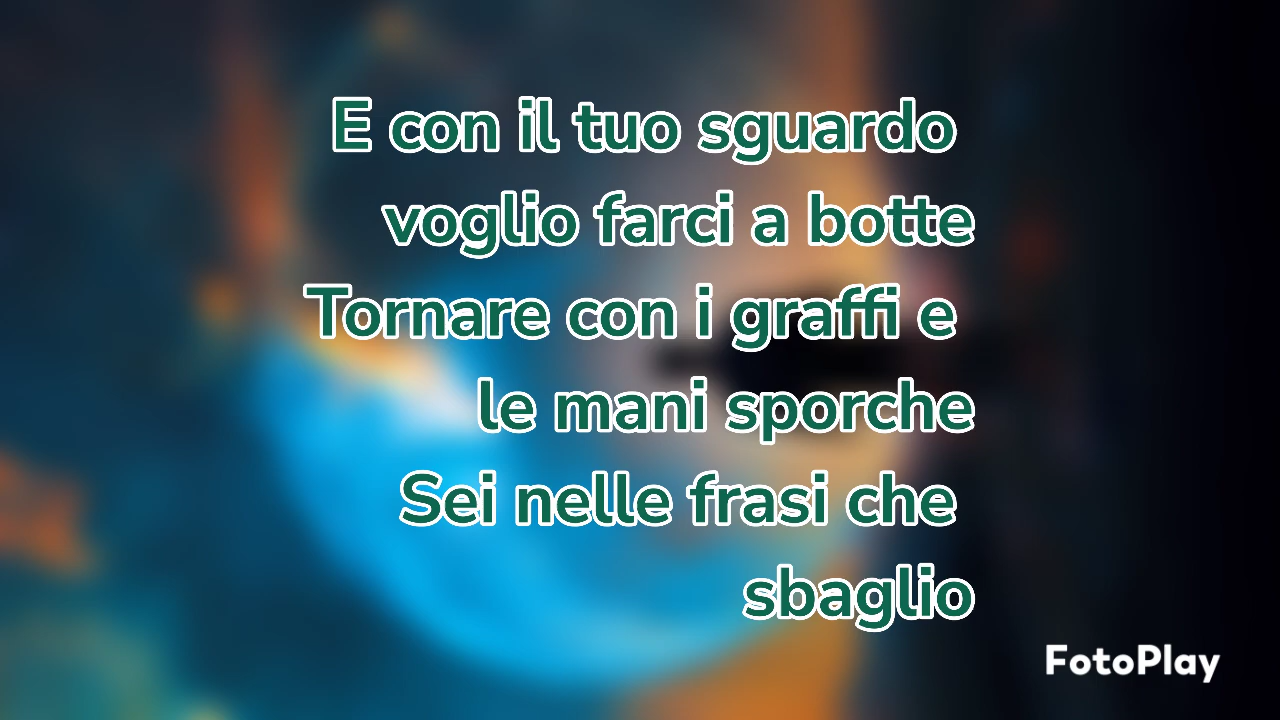 E con il tuo sguardo
voglio farci a botte
Tornare con i graffi e
le mani sporche
Sei nelle frasi che
sbaglio
FotoPlay